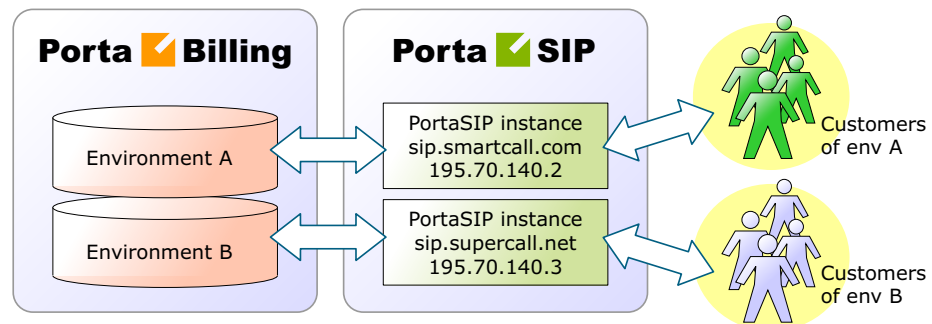 Porta Billing
Porta SIP
Environment A
PortaSIP instance
sip.smartcall.com
195.70.140.2
Customers
of env A
Environment B
PortaSIP instance
sip.supercall.net
195.70.140.3
Customers
of env B